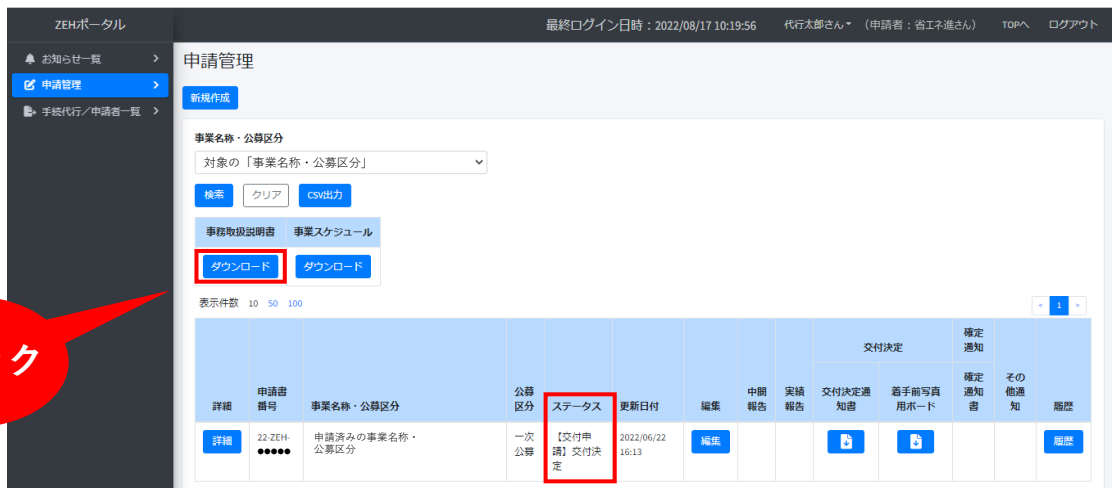 ZEHポータル
最終ログイン日時：2022/08/17 10:19:56 代行太郎さん （申請者：省エネ進さん） TOPへ ログアウト
お知らせ一覧
申請管理
手続代行／申請者一覧
申請管理
新規作成
事業名称・公募区分
対象の「事業名称・公募区分」
検索 クリア CSV出力
事務取扱説明書 事業スケジュール
ダウンロード ダウンロード
表示件数 10 50 100
< 1 >
ク
交付決定 確定
通知
詳細 申請書
番号 事業名称・公募区分 公募
区分 ステータス 更新日付 編集 中間
報告 実績
報告 交付決定通
知書 着手前写真
用ボード 確定
通知
書 その
他通
知 履歴
詳細 22-ZEH-
●●●●● 申請済みの事業名称・
公募区分 一次
公募 【交付申
請】交付決
定 2022/06/22
16:13 編集 履歴